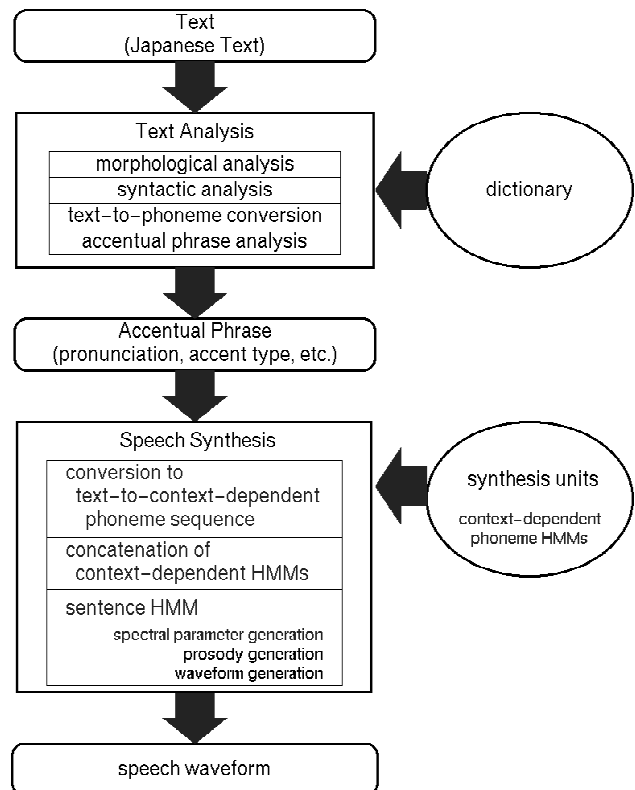 Text
(Japanese Text)
Text Analysis
morphological analysis
syntactic analysis
text-to-phoneme conversion
accentual phrase analysis
dictionary
Accentual Phrase
(pronunciation, accent type, etc.)
Speech Synthesis
conversion to
text-to-context-dependent
phoneme sequence
concatenation of
context-dependent HMMs
sentence HMM
spectral parameter generation
prosody generation
waveform generation
synthesis units
context-dependent
phoneme HMMs
speech waveform